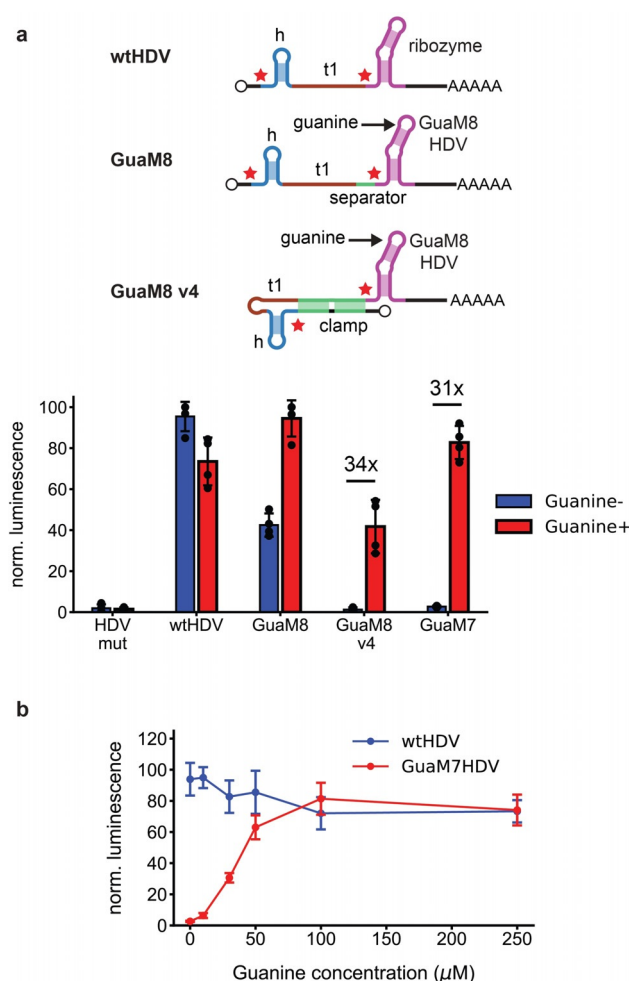 a
h
ribozyme
wtHDV
t1
AAAAA
guanine
GuaM8
HDV
h
GuaM8
t1
AAAAA
separator
guanine
GuaM8
HDV
GuaM8 v4
t1
AAAAA
clamp
h
norm. luminescence
100
80
60
40
20
0
31x
34x
Guanine-
Guanine+
HDV
mut
wtHDV
GuaM8
GuaM8
v4
GuaM7
b
norm. luminescence
120
100
80
60
40
20
0
wtHDV
GuaM7HDV
0
50
100
150
200
250
Guanine concentration (μM)